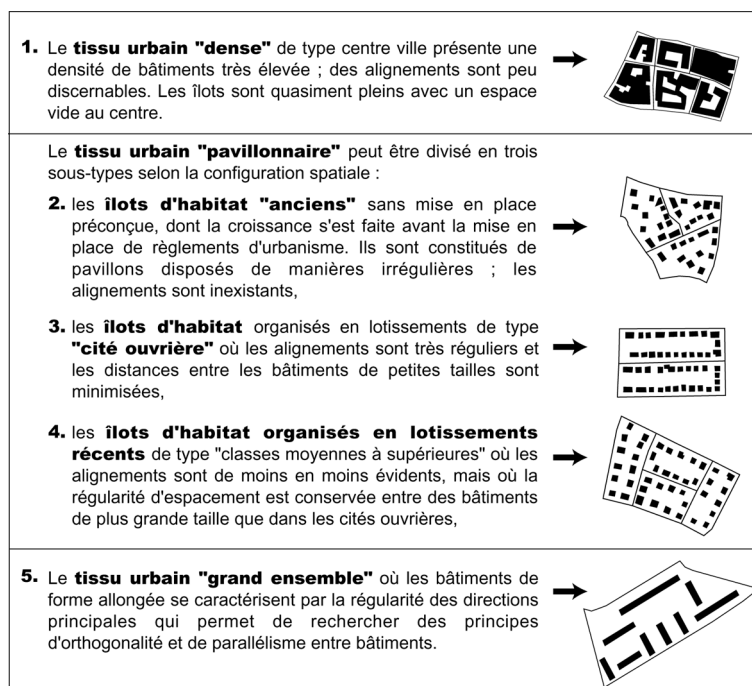 1. Le tissu urbain "dense" de type centre ville présente une
densité de bâtiments très élevée ; des alignements sont peu
discernables. Les îlots sont quasiment pleins avec un espace
vide au centre.
Le tissu urbain "pavillonnaire" peut être divisé en trois
sous-types selon la configuration spatiale :
2. les îlots d'habitat "anciens" sans mise en place
préconçue, dont la croissance s'est faite avant la mise en
place de règlements d'urbanisme. Ils sont constitués de
pavillons disposés de manières irrégulières ; les
alignements sont inexistants,
3. les îlots d'habitat organisés en lotissements de type
"cité ouvrière" où les alignements sont très réguliers et
les distances entre les bâtiments de petites tailles sont
minimisées,
4. les îlots d'habitat organisés en lotissements
récents de type "classes moyennes à supérieures" où les
alignements sont de moins en moins évidents, mais où la
régularité d'espacement est conservée entre des bâtiments
de plus grande taille que dans les cités ouvrières,
5. Le tissu urbain "grand ensemble" où les bâtiments de
forme allongée se caractérisent par la régularité des directions
principales qui permet de rechercher des principes
d'orthogonalité et de parallélisme entre bâtiments.